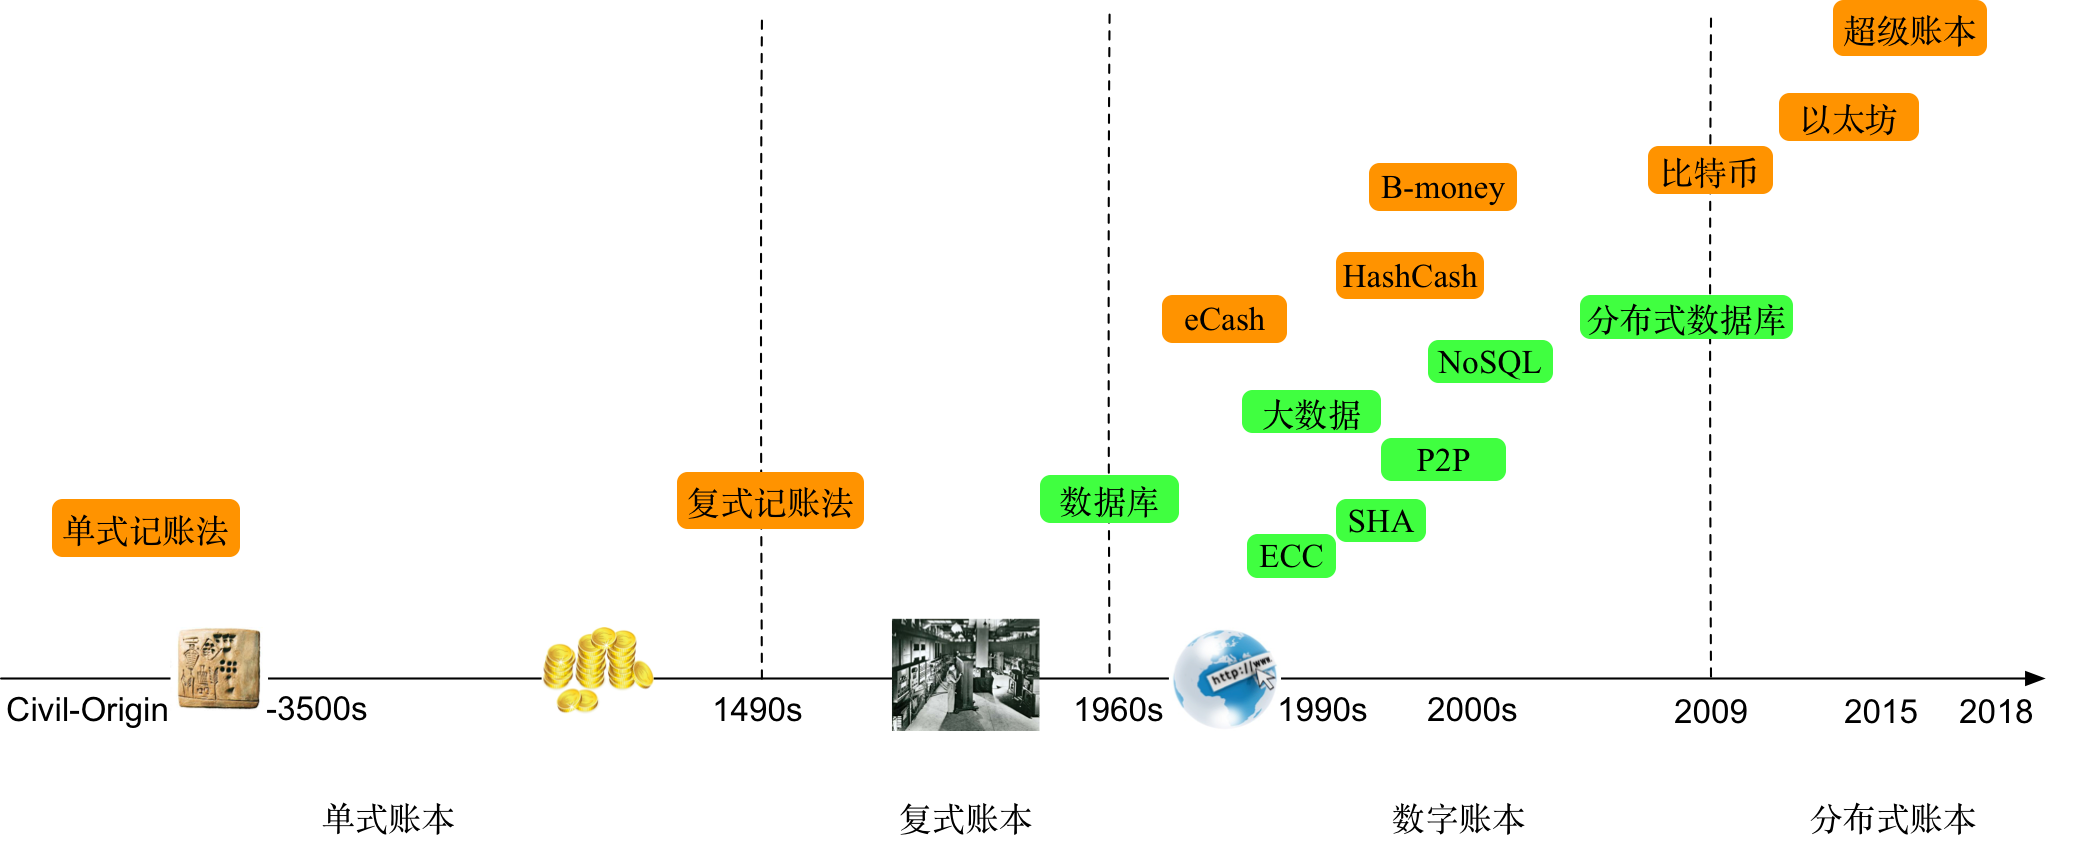 超级账本
以太坊
比特币
B-money
HashCash
eCash
分布式数据库
NoSQL
大数据
P2P
数据库
复式记账法
单式记账法
SHA
ECC
http://www.
Civil-Origin
-3500s
1490s
1960s
1990s
2000s
2009
2015
2018
单式账本
复式账本
数字账本
分布式账本